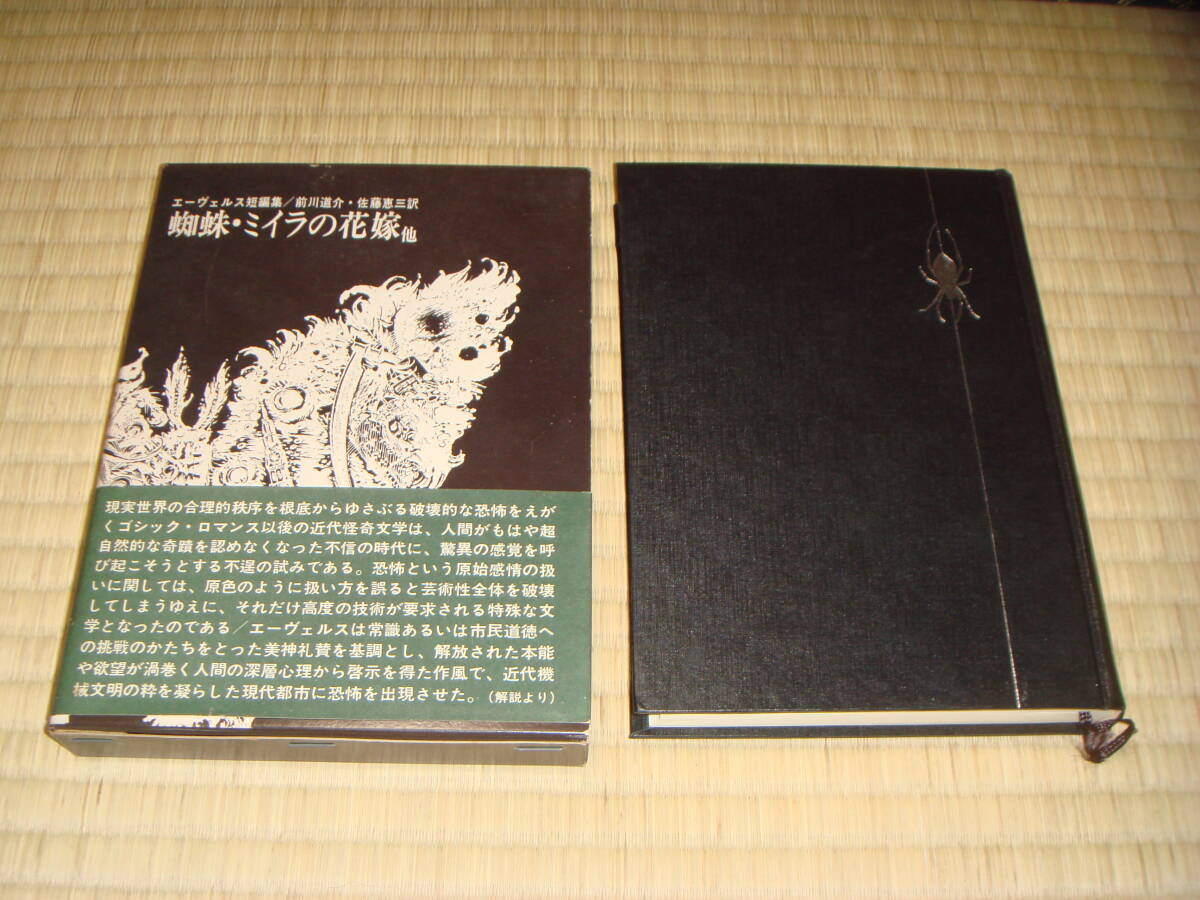 エーヴェルス短編集／前川道介・佐藤恵三訳
蜘蛛・ミイラの花嫁他
現実世界の合理的秩序を根底からゆさぶる破壊的な恐怖をえが
くゴシック・ロマンス以後の近代怪奇文学は、人間がもはや超
自然的な奇蹟を認めなくなった不信の時代に、驚異の感覚を呼
び起こそうとする不逞の試みである。恐怖という原始感情の扱
いに関しては、原色のように扱い方を誤ると芸術性全体を破壊
してしまうゆえに、それだけ高度の技術が要求される特殊な文
学となったのである／エーヴェルスは常識あるいは市民道徳へ
の挑戦のかたちをとった美神礼賛を基調とし、解放された本能
や欲望が渦巻く人間の深層心理から啓示を得た作風で、近代機
械文明の粋を凝らした現代都市に恐怖を出現させた。（解説より）